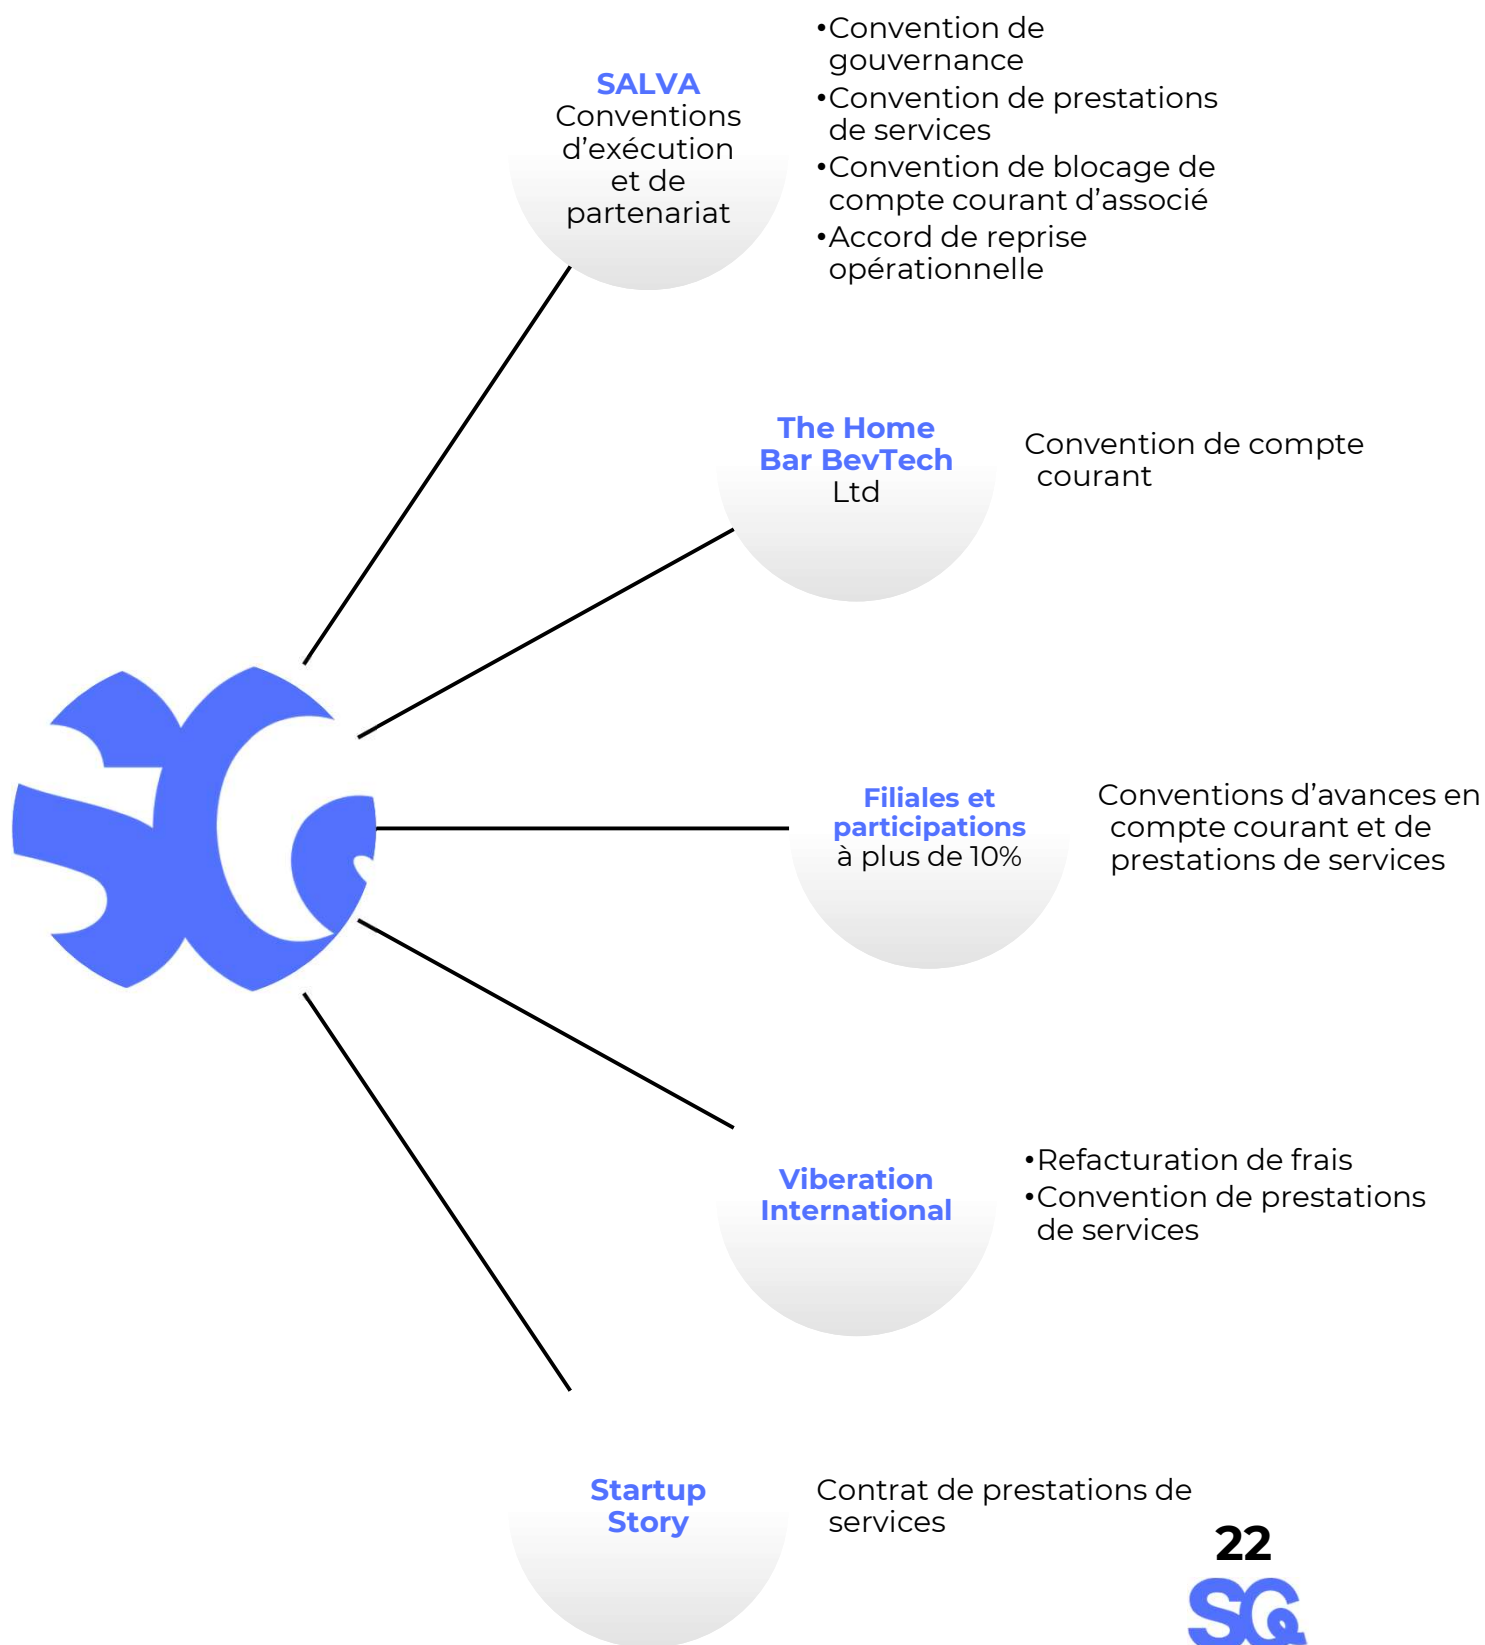 SALVA
Conventions
d’exécution
et de
partenariat
•Convention de
gouvernance
•Convention de prestations
de services
•Convention de blocage de
compte courant d’associé
•Accord de reprise
opérationnelle
The Home
Bar BevTech
Ltd
Convention de compte
courant
Filiales et
participations
à plus de 10%
Conventions d’avances en
compte courant et de
prestations de services
Viberation
International
•Refacturation de frais
•Convention de prestations
de services
Startup
Story
Contrat de prestations de
services
22
SQ